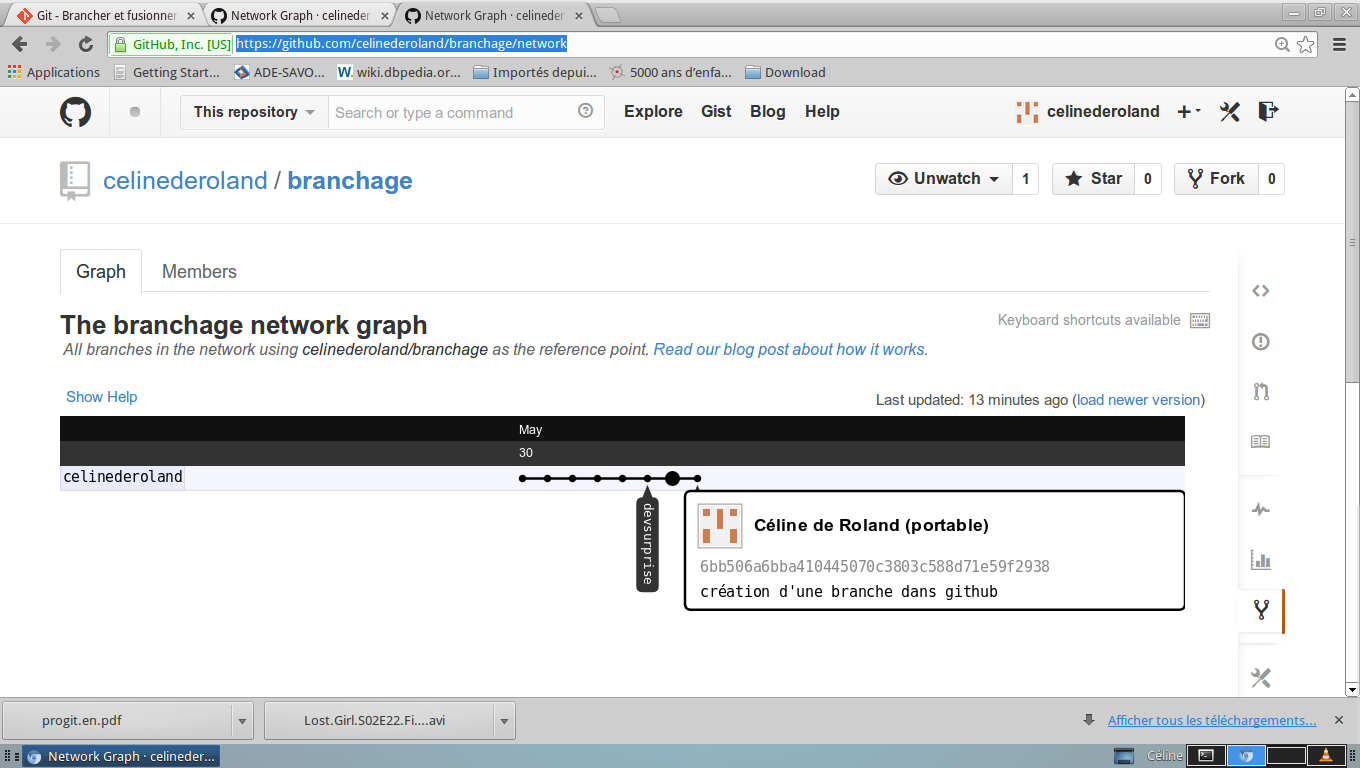 Git - Brancher et fusionner
Network Graph · celineder
Network Graph · celineder
GitHub, Inc. [US]
https://github.com/celinederoland/branchage/network
Applications
Getting Start...
ADE-SAVO...
W wiki.dbpedia.or...
Importés depui...
5000 ans d'enfa...
Download
This repository
Search or type a command
Explore
Gist
Blog
Help
celinederoland
celinederoland / branchage
Unwatch
1
Star
0
Fork
0
Graph
Members
The branchage network graph
Keyboard shortcuts available
All branches in the network using celinederoland/branchage as the reference point. Read our blog post about how it works.
Show Help
Last updated: 13 minutes ago (load newer version)
May
30
celinederoland
devsurprise
Céline de Roland (portable)
6bb506a6bba410445070c3803c588d71e59f2938
création d'une branche dans github
progit.en.pdf
Lost.Girl.S02E22.Fi....avi
Afficher tous les téléchargements...
Network Graph · celineder...
Céline